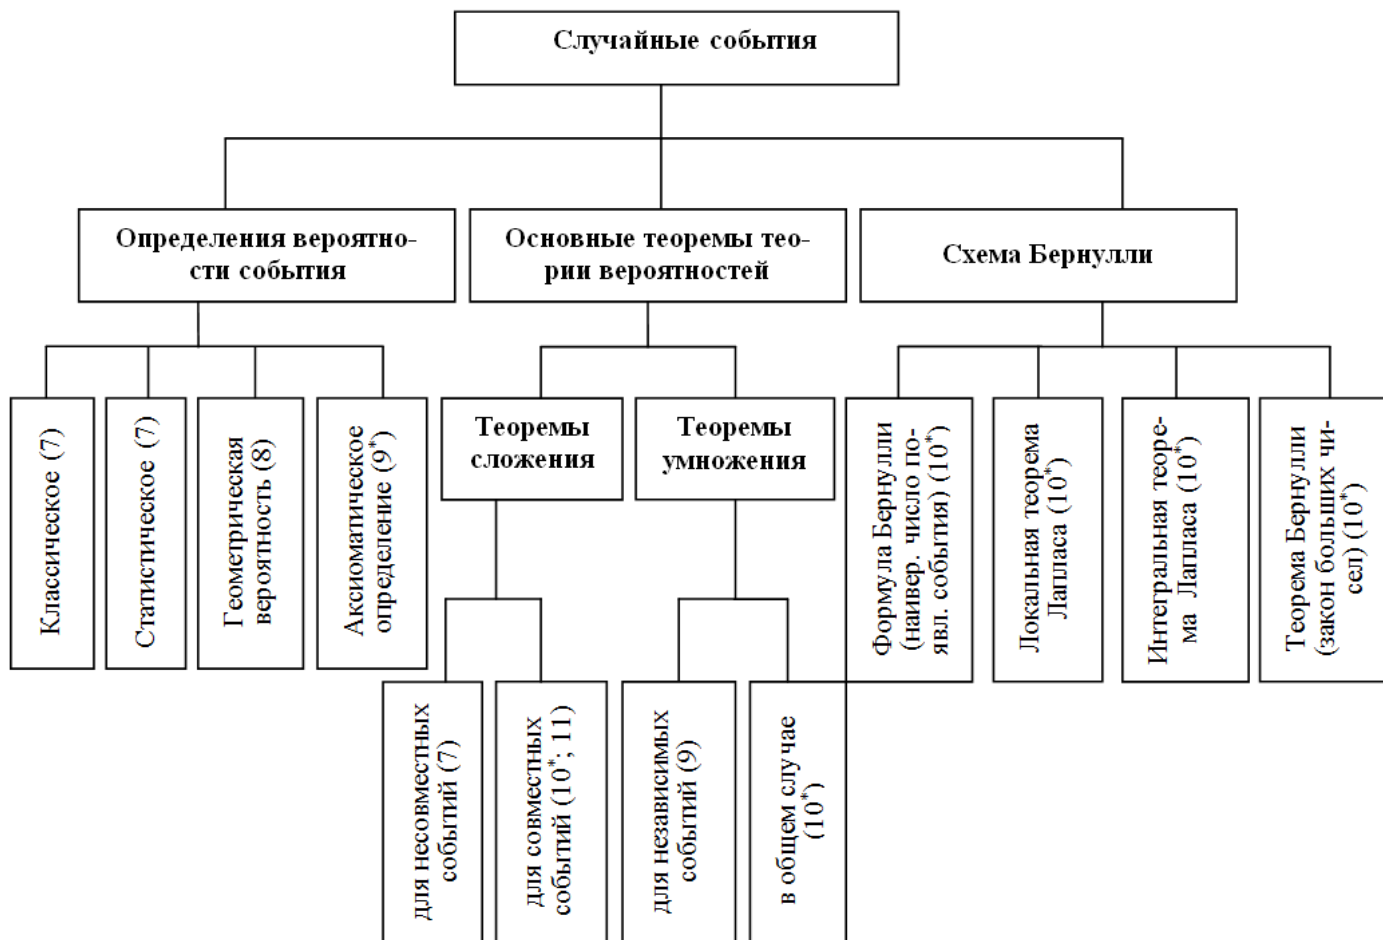 Случайные события
Определения вероятно-
сти события
Основные теоремы тео-
рии вероятностей
Схема Бернулли
Классическое (7)
Статистическое (7)
Геометрическая
вероятность (8)
Аксиоматическое
определение (9*)
Теоремы
сложения
Теоремы
умножения
Формула Бернулли
(наивер. число по-
явл. события) (10*)
Локальная теорема
Лапласа (10*)
Интегральная теоре-
ма Лапласа (10*)
Теорема Бернулли
(закон больших чи-
сел) (10*)
для несовместных
событий (7)
для совместных
событий (10*; 11)
для независимых
событий (9)
в общем случае
(10*)